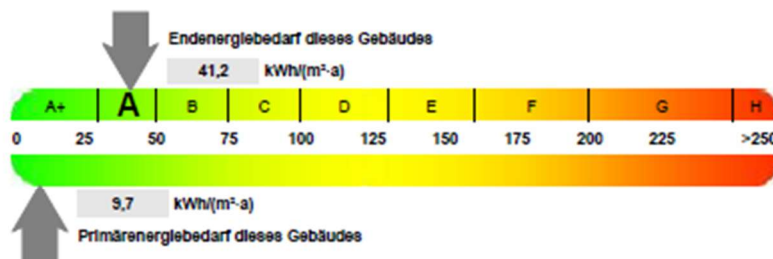 Endenergiebedarf dieses Gebäudes
41,2 kWh/(m²·a)
A+ A B C D E F G H
0 25 50 75 100 125 150 175 200 225 >250
9,7 kWh/(m²·a)
Primärenergiebedarf dieses Gebäudes